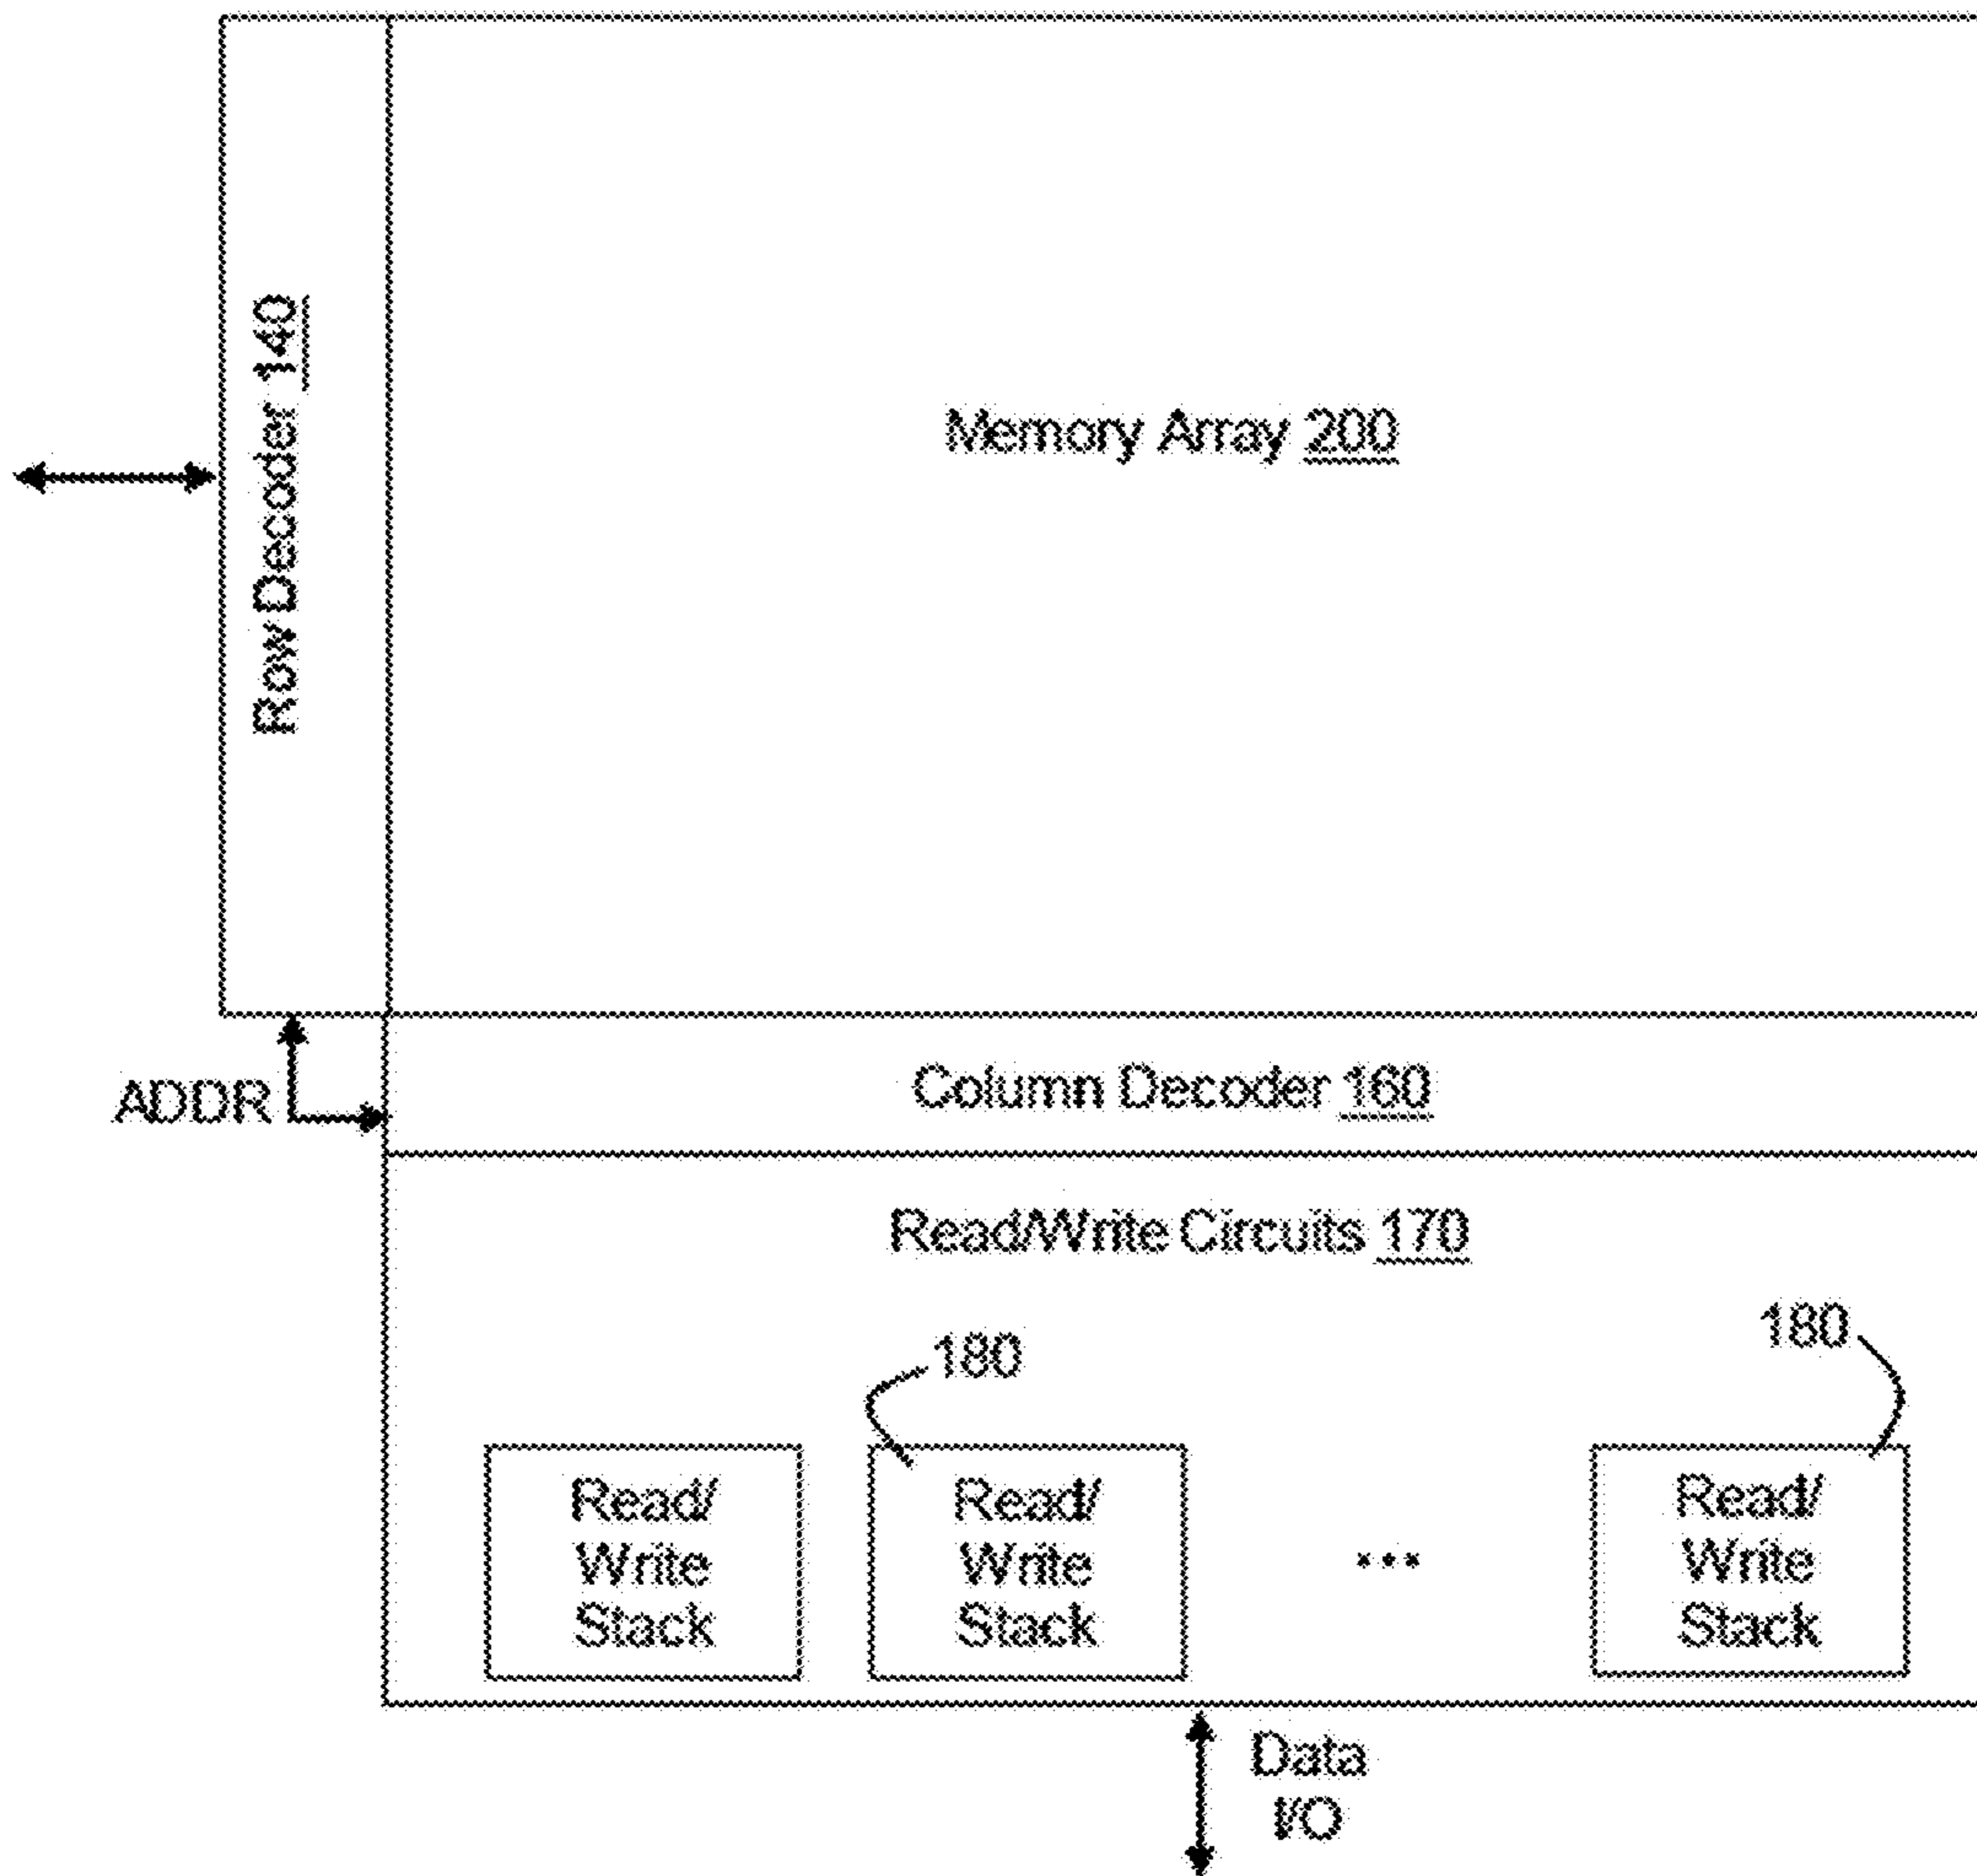 Row Decoder 140
Memory Array 200
ADDR
Column Decoder 160
Read/Write Circuits 170
180
180
Read/
Write
Stack
Read/
Write
Stack
...
Read/
Write
Stack
Data
I/O